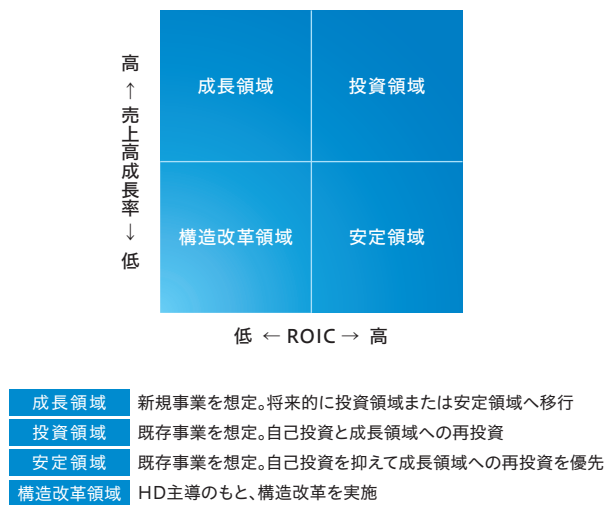 高 ↑ 売上高成長率 ↓ 低
成長領域 投資領域
構造改革領域 安定領域
低 ← ROIC → 高
成長領域 新規事業を想定。将来的に投資領域または安定領域へ移行
投資領域 既存事業を想定。自己投資と成長領域への再投資
安定領域 既存事業を想定。自己投資を抑えて成長領域への再投資を優先
構造改革領域 HD主導のもと、構造改革を実施